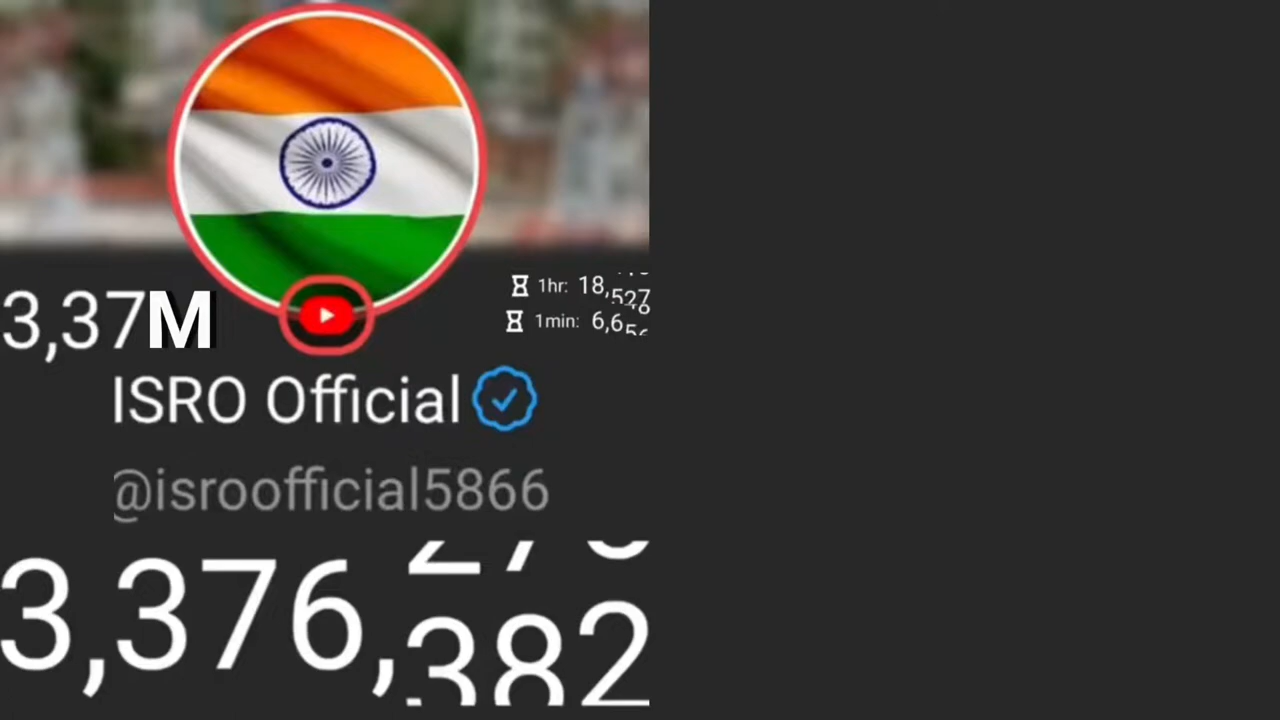 1hr: 18,527
1min: 6,6
3,37M
ISRO Official
@isroofficial5866
3,376,382